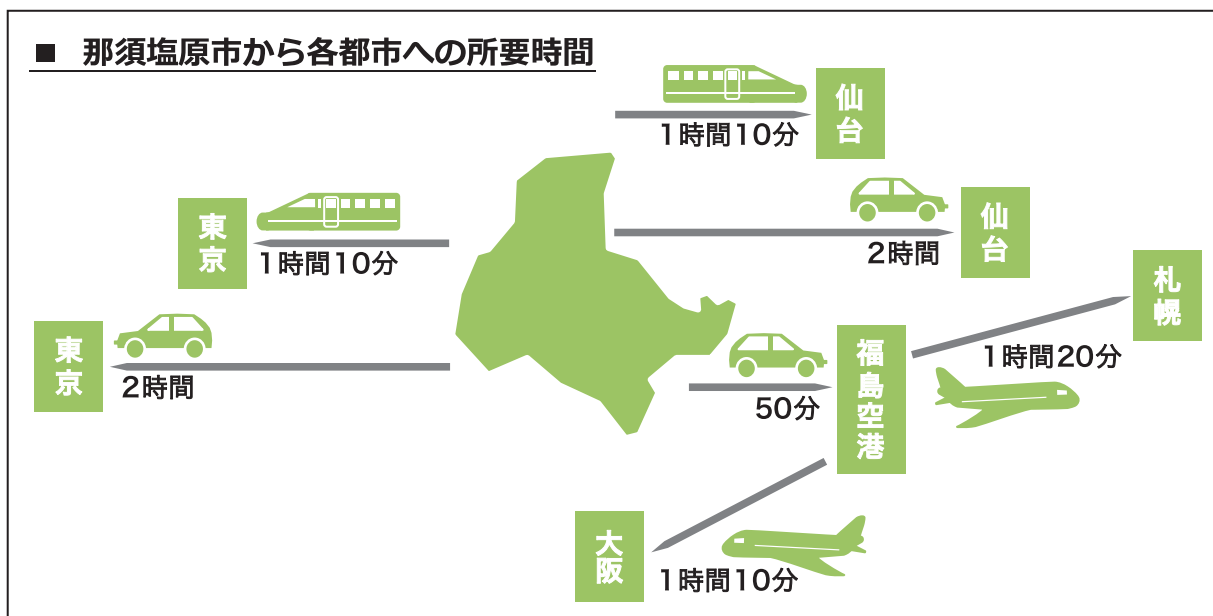 ■ 那須塩原市から各都市への所要時間
仙台
1時間10分
仙台
2時間
東京
1時間10分
東京
2時間
札幌
1時間20分
福島空港
50分
大阪
1時間10分